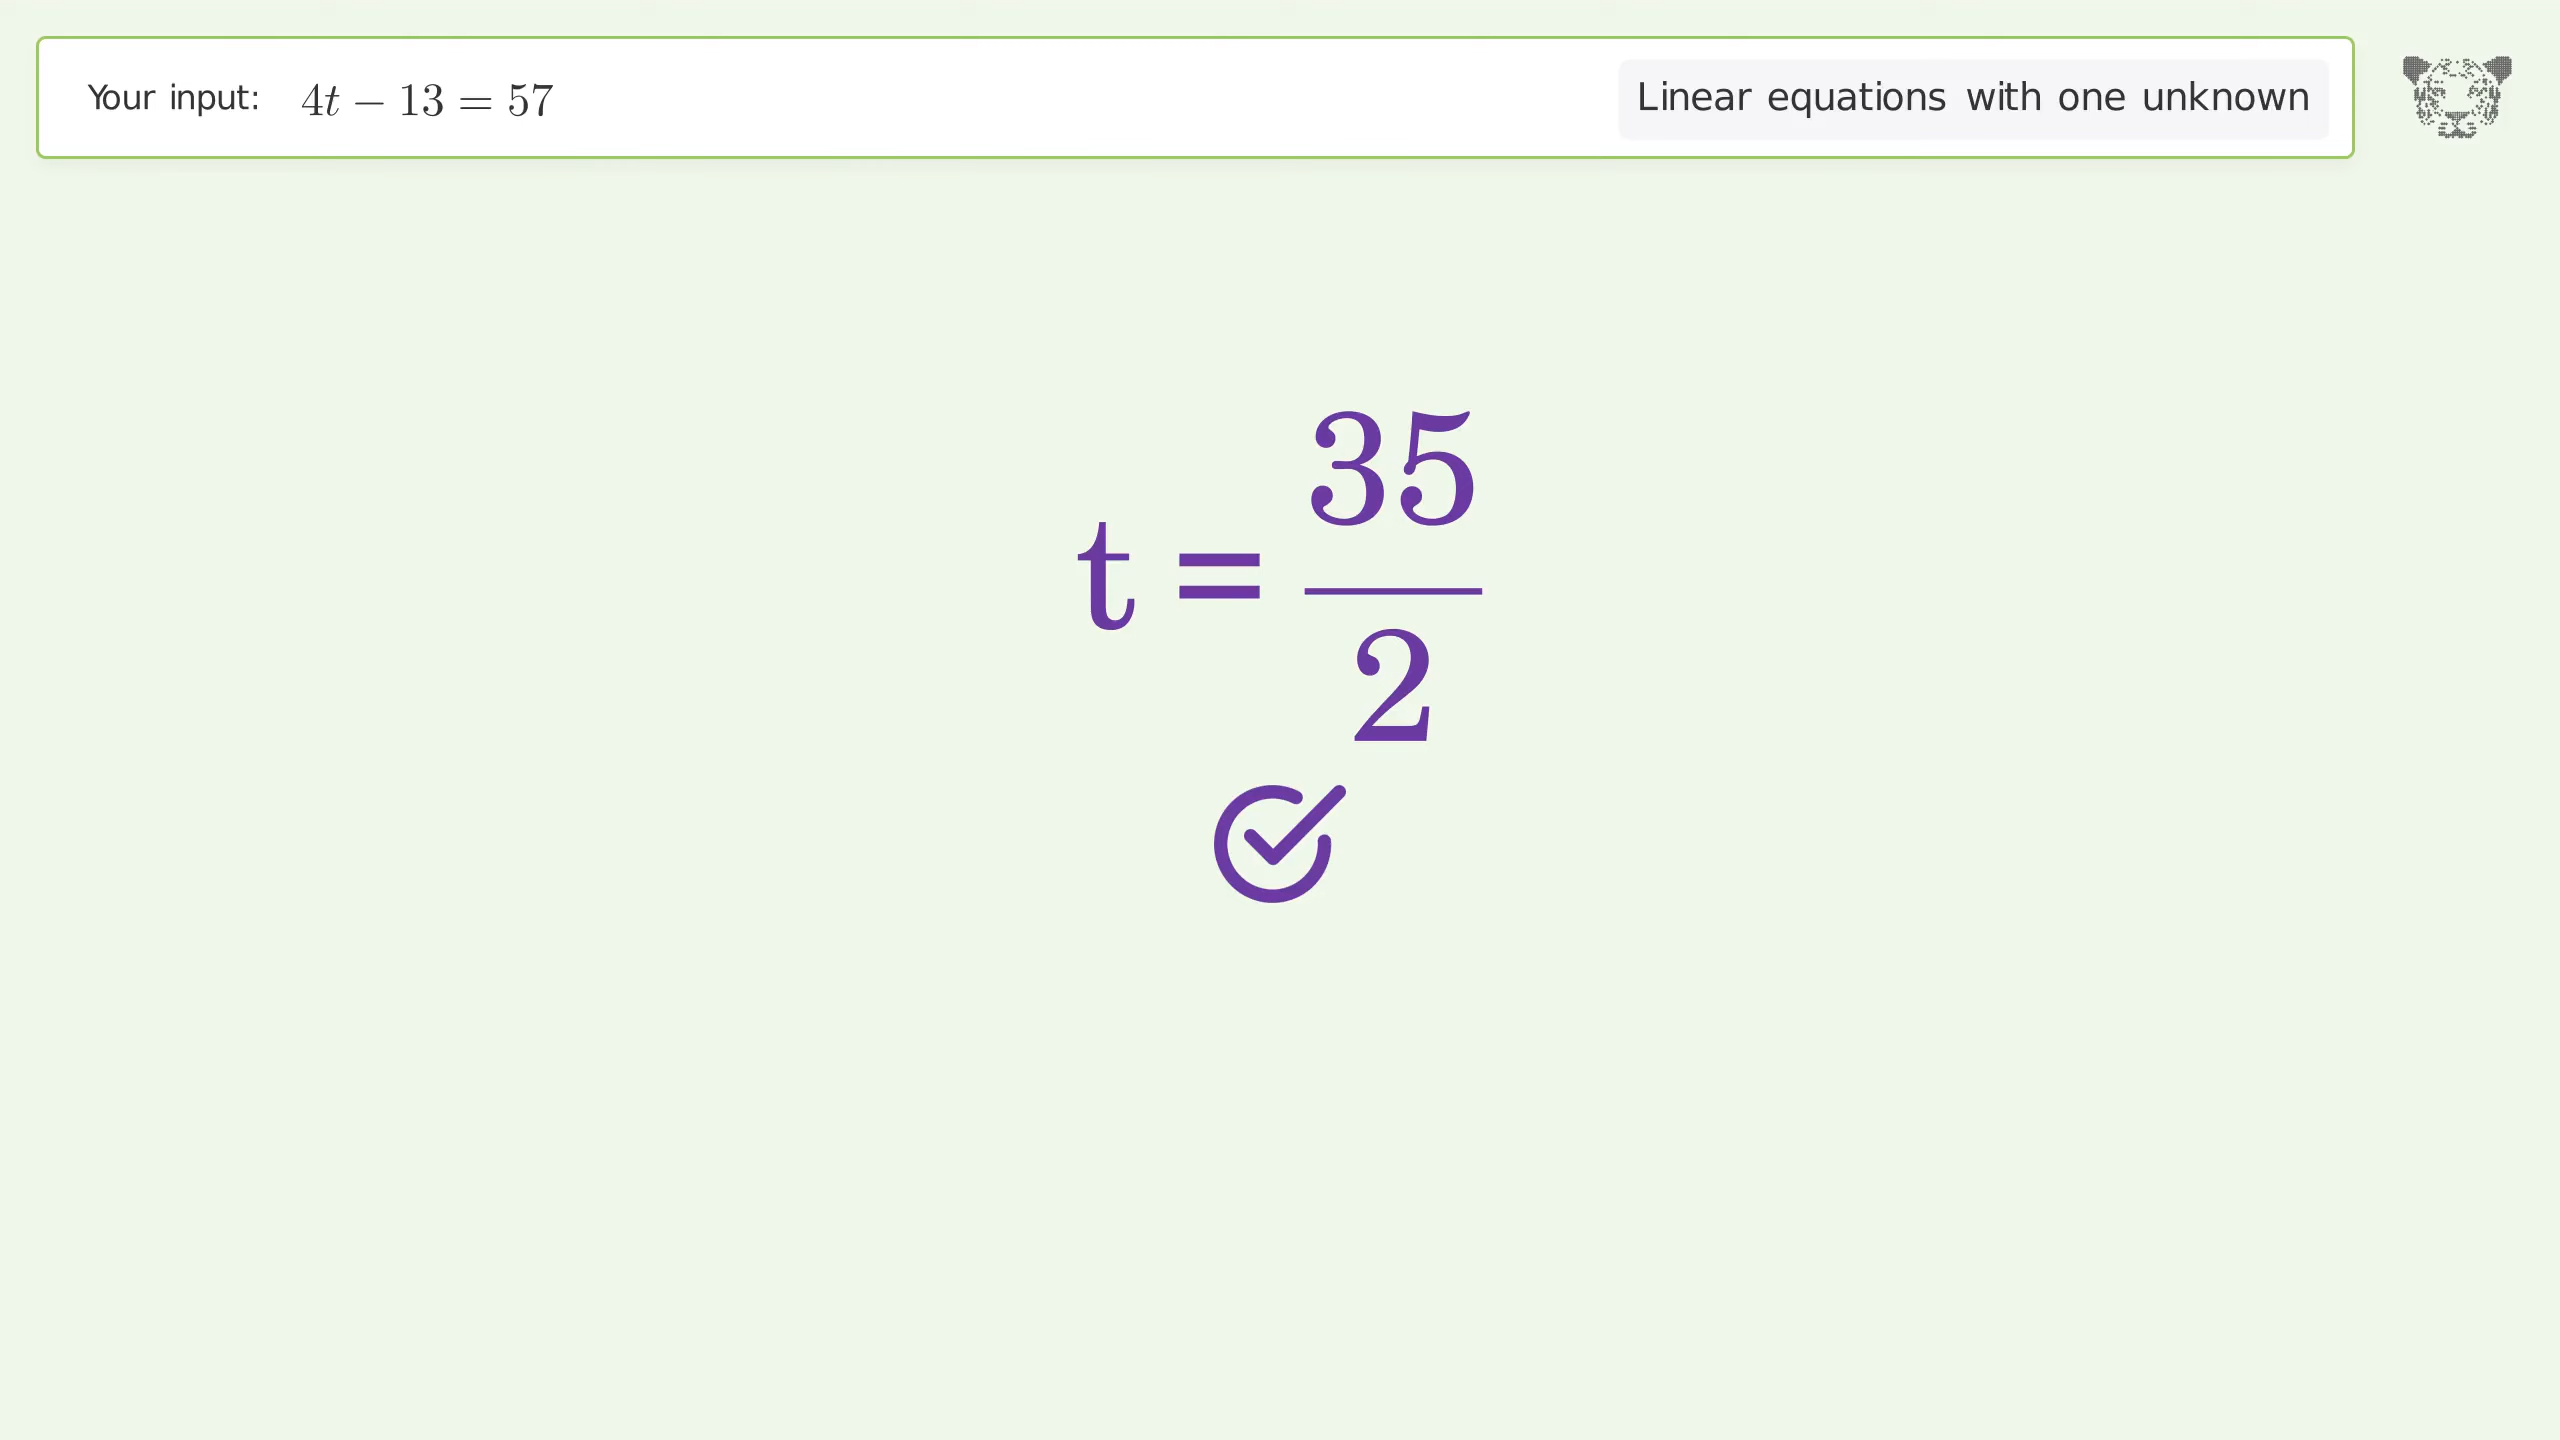 Your input: 4t − 13 = 57
Linear equations with one unknown
t = 35/2